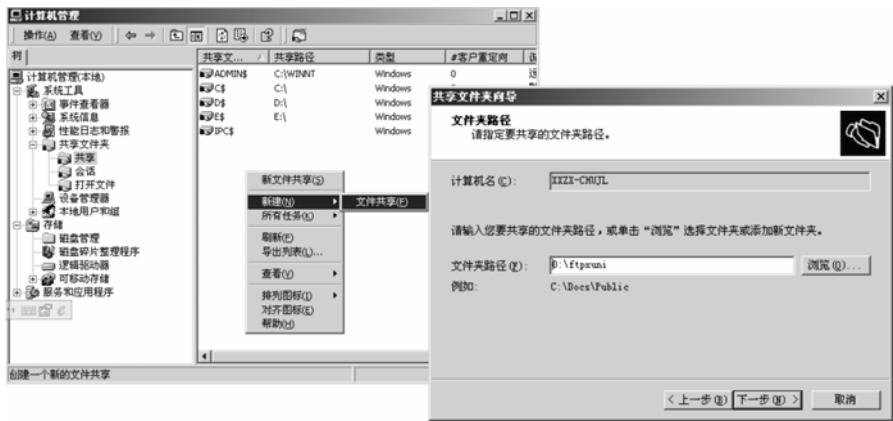 计算机管理
操作(A) 查看(V)
树
共享文... 共享路径 类型 #客户重定向
计算机管理(本地)
系统工具
事件查看器
系统信息
性能日志和警报
共享文件夹
共享
会话
打开文件
设备管理器
本地用户和组
存储
磁盘管理
磁盘碎片整理程序
逻辑驱动器
可移动存储
服务和应用程序
ADMIN$ C:\WINNT Windows 0
C$ C:\ Windows
D$ D:\ Windows
E$ E:\ Windows
IPC$ Windows
新文件共享(S)
新建(N) 文件共享(F)
所有任务(K)
刷新(F)
导出列表(L)...
查看(V)
排列图标(I)
对齐图标(E)
帮助(H)
创建一个新的文件共享
共享文件夹向导
文件夹路径
请指定要共享的文件夹路径。
计算机名(C): XXZX-CHUJL
请输入您要共享的文件夹路径，或单击“浏览”选择文件夹或添加新文件夹。
文件夹路径(F): D:\ftpxuni 浏览(O)...
例如: C:\Docs\Public
< 上一步(B) 下一步(N) > 取消